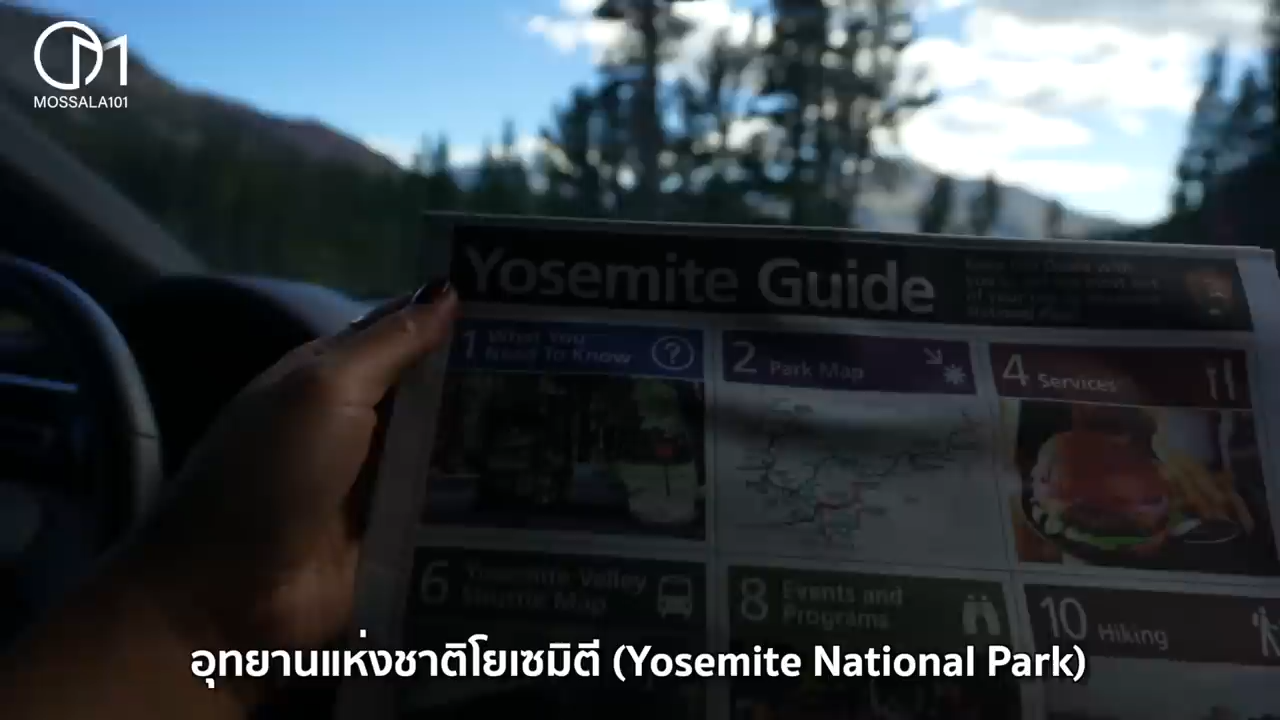 MOSSALA101
Yosemite Guide
1 What You
Need To Know
?
2 Park Map
4 Services
6 Yosemite Valley
Shuttle Map
8 Events and
Programs
10 Hiking
อุทยานแห่งชาติโยเซมิตี (Yosemite National Park)